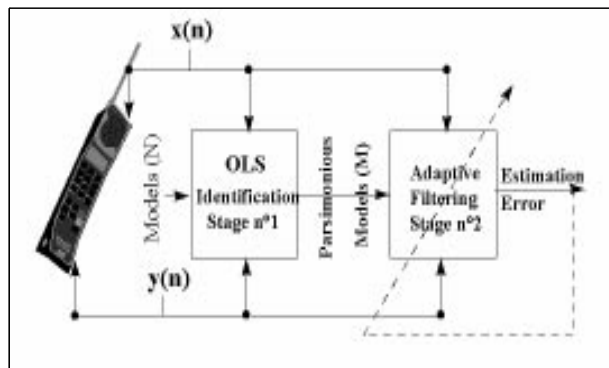 x(n)
Models (N)
OLS
Identification
Stage n°1
Parsimonious
Models (M)
Adaptive
Filtering
Stage n°2
Estimation
Error
y(n)